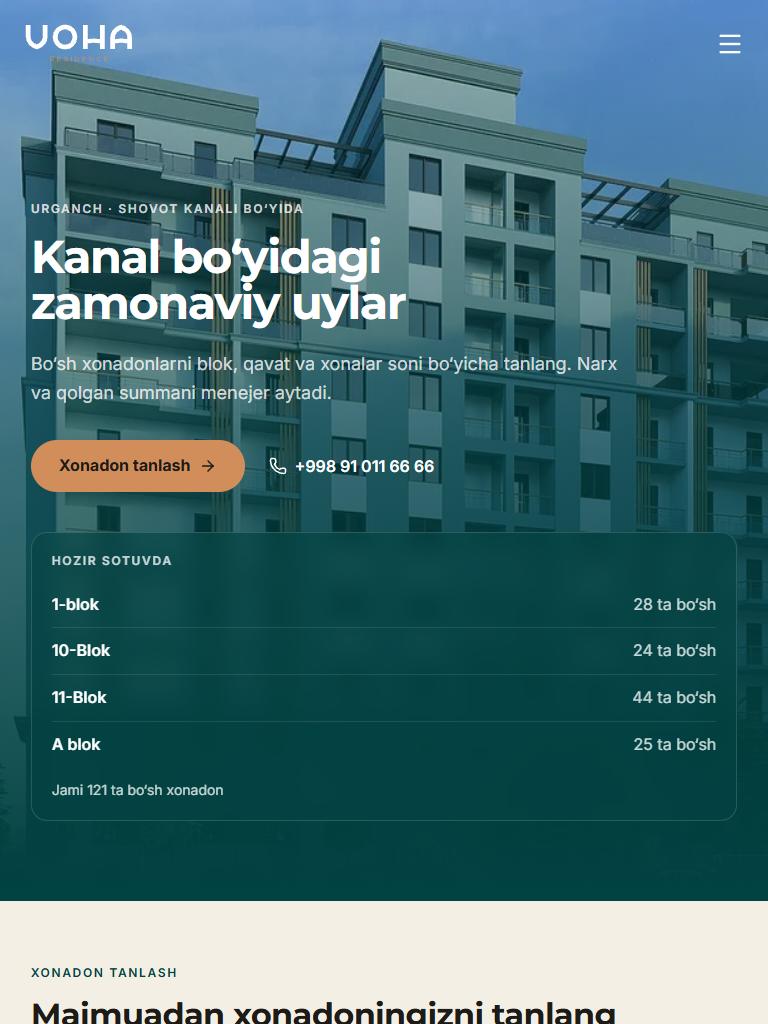 VOHA
RESIDENCE
URGANCH · SHOVOT KANALI BO‘YIDA
Kanal bo‘yidagi
zamonaviy uylar
Bo‘sh xonadonlarni blok, qavat va xonalar soni bo‘yicha tanlang. Narx
va qolgan summani menejer aytadi.
Xonadon tanlash →
+998 91 011 66 66
HOZIR SOTUVDA
1-blok 28 ta bo‘sh
10-Blok 24 ta bo‘sh
11-Blok 44 ta bo‘sh
A blok 25 ta bo‘sh
Jami 121 ta bo‘sh xonadon
XONADON TANLASH
Majmuadan xonadoningizni tanlang